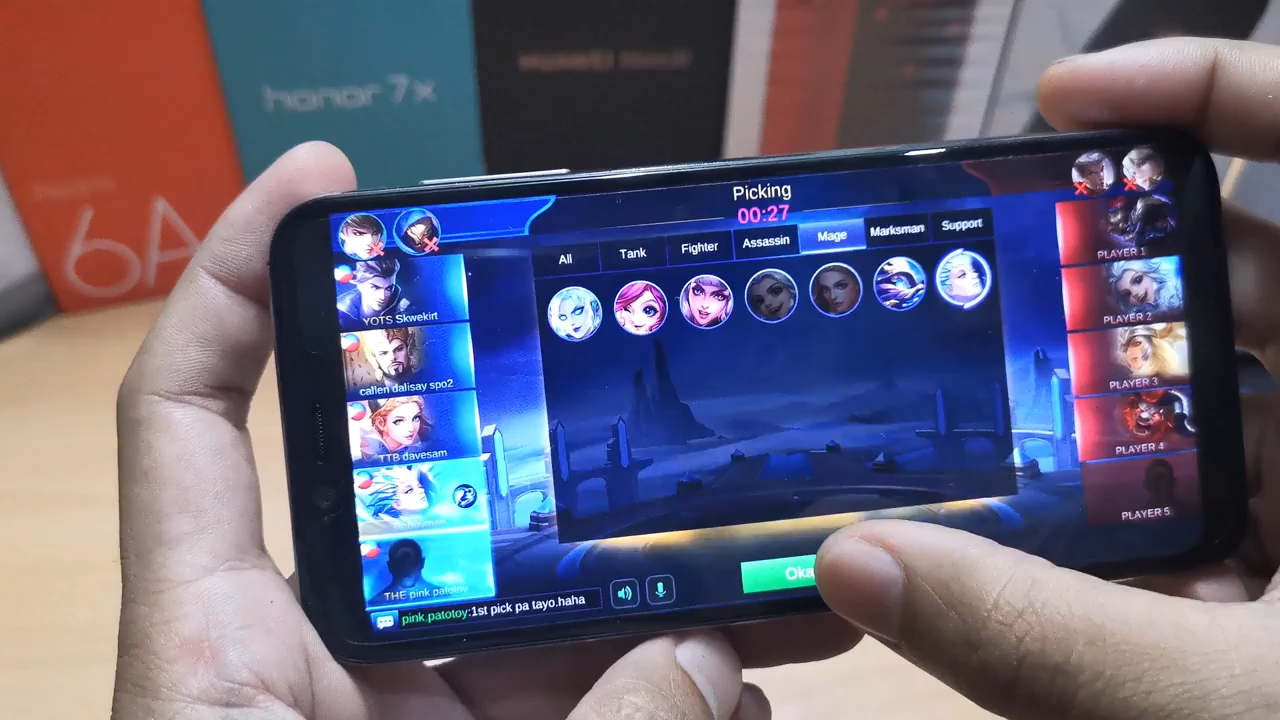 honor 7x
6A
Picking
00:27
All
Tank
Fighter
Assassin
Mage
Marksman
Support
YOTS Skwekirt
callen dalisay spo2
TTB davesam
THE pink patotoy
PLAYER 1
PLAYER 2
PLAYER 3
PLAYER 4
PLAYER 5
pink.patotoy:1st pick pa tayo.haha
Oka